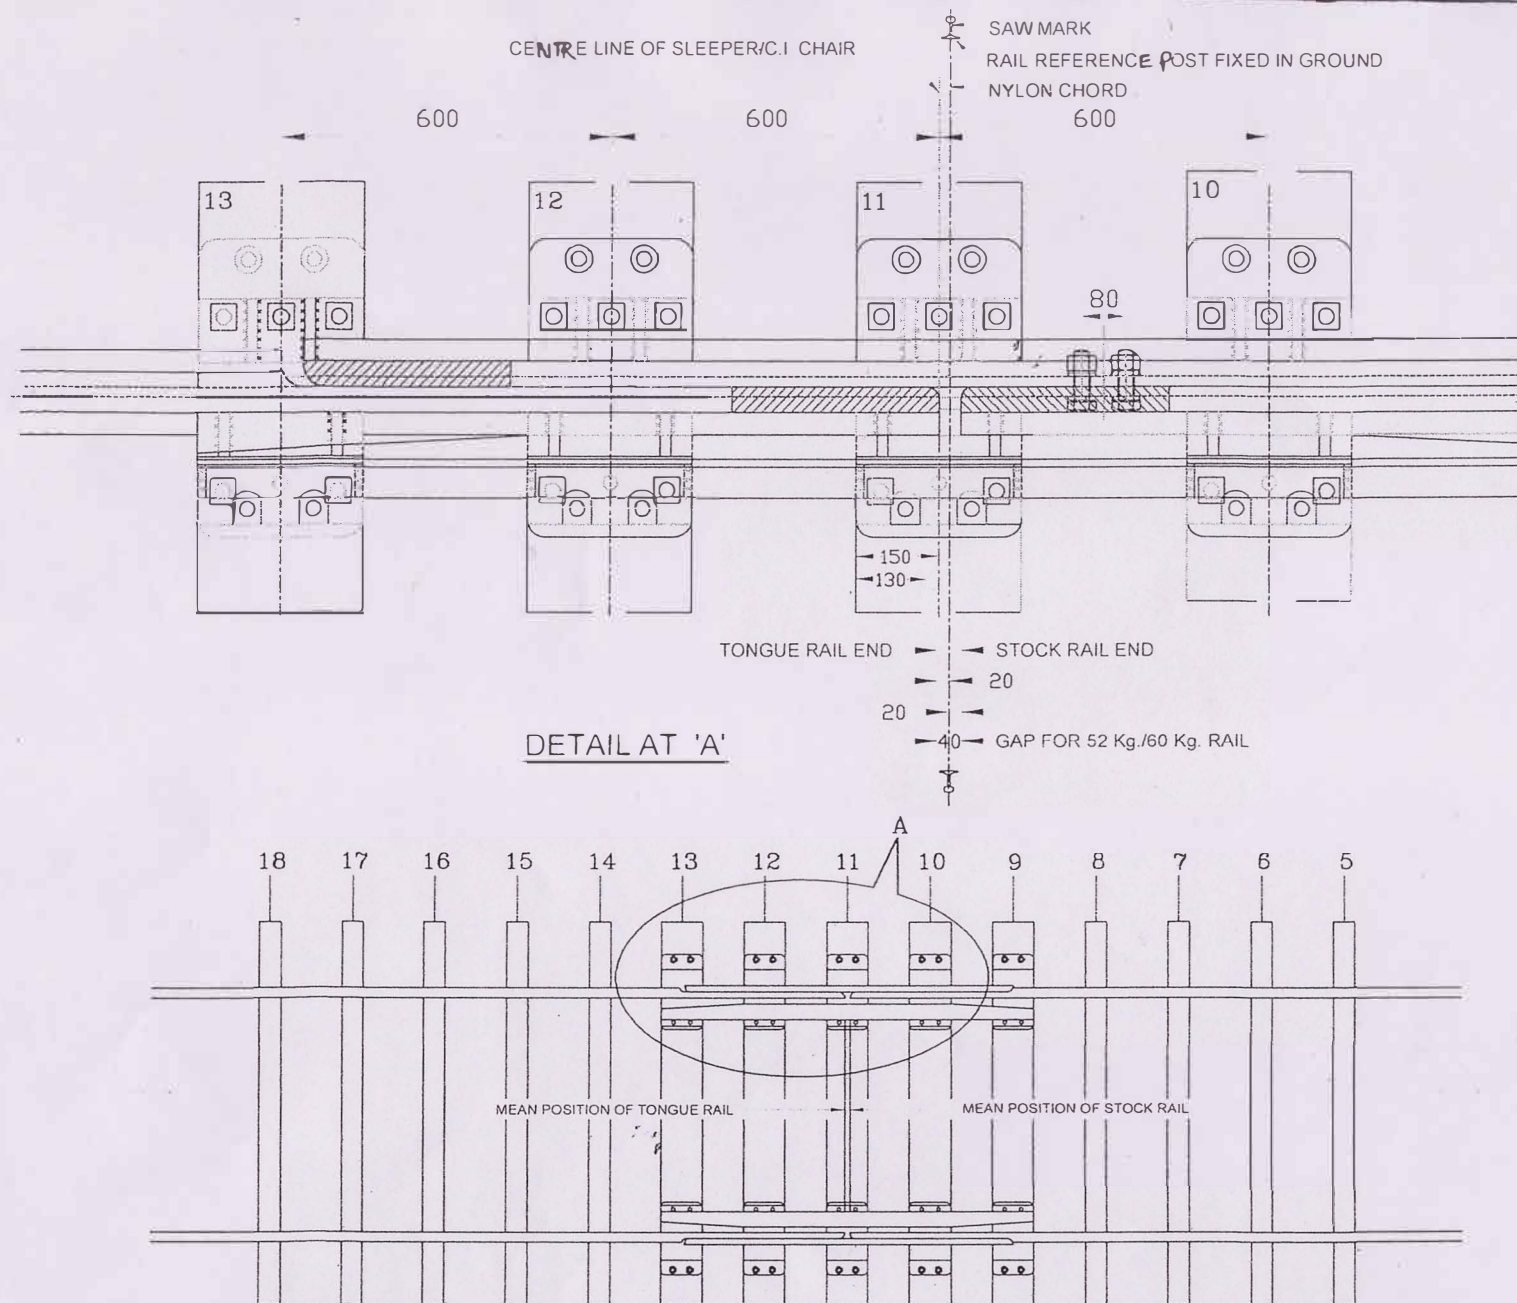 SAW MARK
CENTRE LINE OF SLEEPER/C.I CHAIR
RAIL REFERENCE POST FIXED IN GROUND
NYLON CHORD
600 600 600
13 12 11 10
80
150
130
TONGUE RAIL END STOCK RAIL END
20
20
40 GAP FOR 52 Kg./60 Kg. RAIL
DETAIL AT 'A'
A
18 17 16 15 14 13 12 11 10 9 8 7 6 5
MEAN POSITION OF TONGUE RAIL MEAN POSITION OF STOCK RAIL